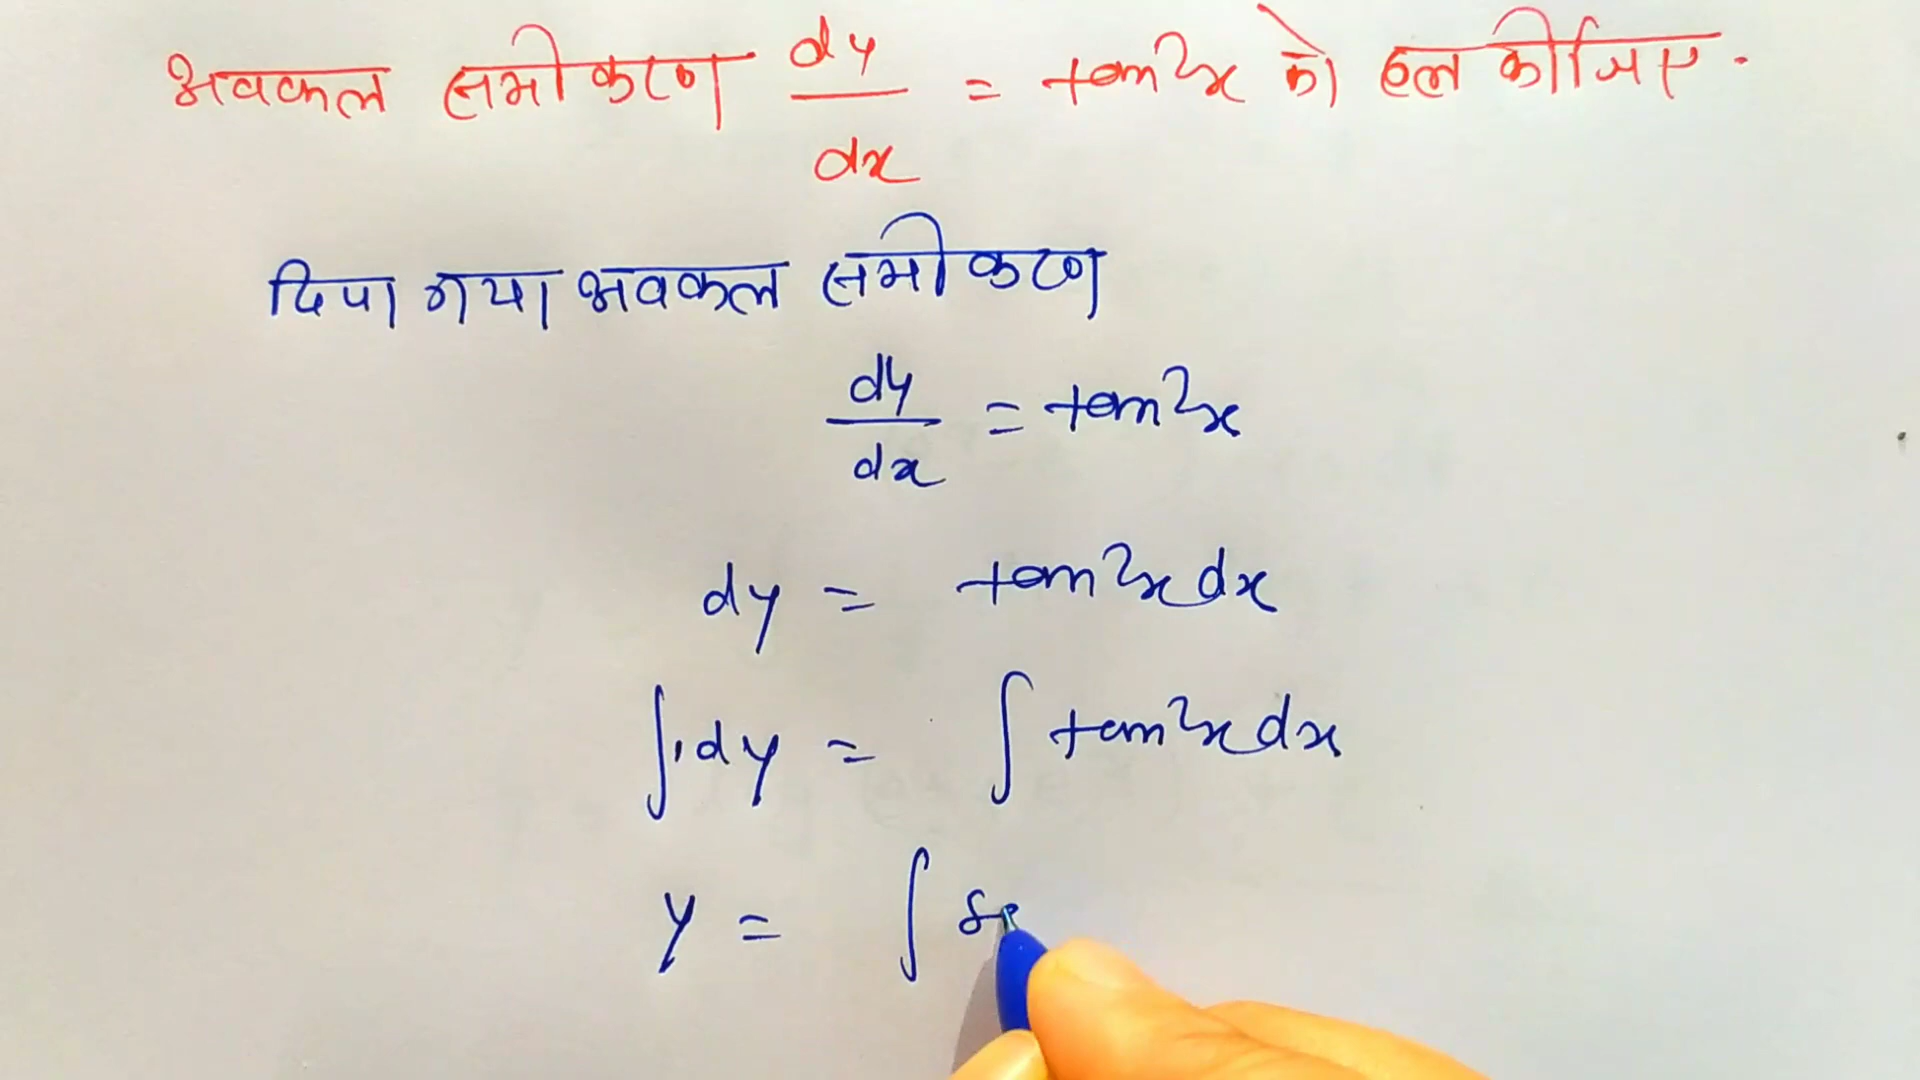 अवकल समीकरण dy/dx = tan²x को हल कीजिए.
दिया गया अवकल समीकरण
dy/dx = tan²x
dy = tan²x dx
∫1.dy = ∫ tan²x dx
y = ∫ se